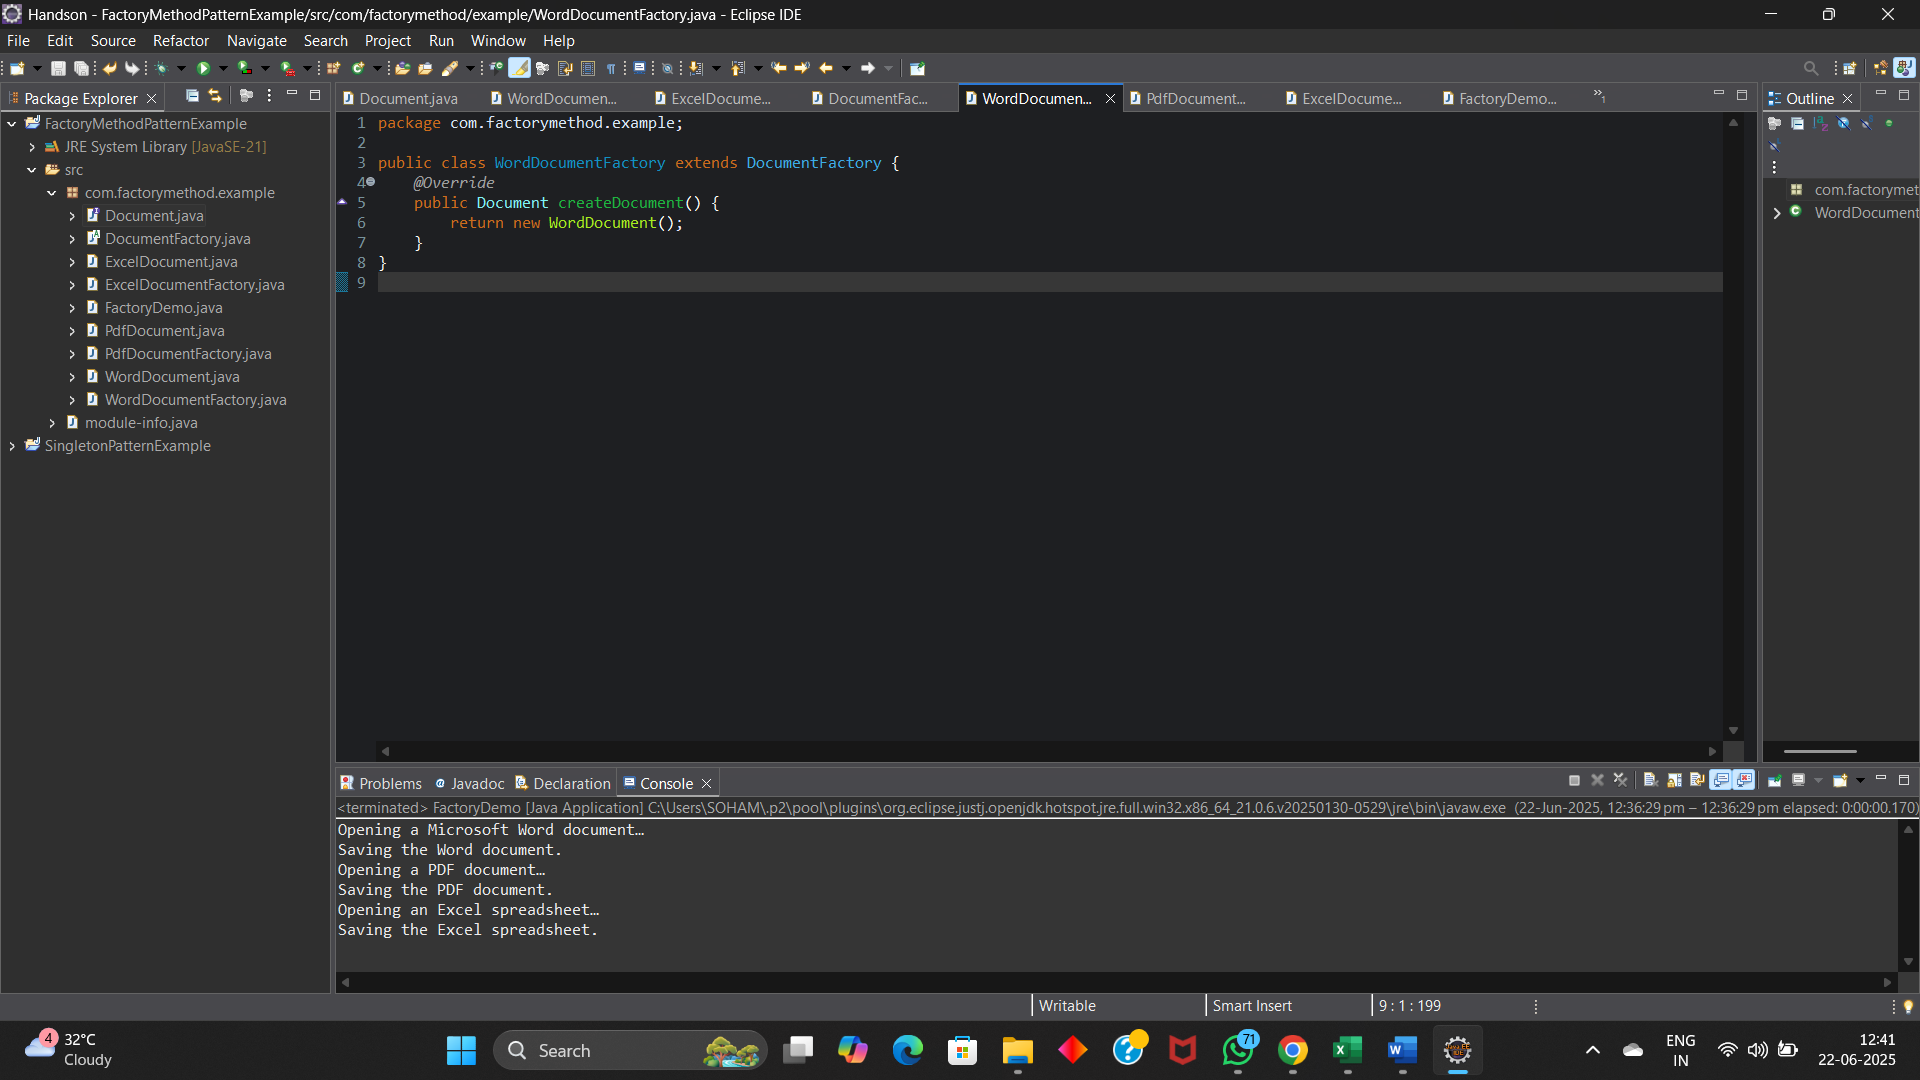 Handson - FactoryMethodPatternExample/src/com/factorymethod/example/WordDocumentFactory.java - Eclipse IDE
File Edit Source Refactor Navigate Search Project Run Window Help
Package Explorer
FactoryMethodPatternExample
JRE System Library [JavaSE-21]
src
com.factorymethod.example
Document.java
DocumentFactory.java
ExcelDocument.java
ExcelDocumentFactory.java
FactoryDemo.java
PdfDocument.java
PdfDocumentFactory.java
WordDocument.java
WordDocumentFactory.java
module-info.java
SingletonPatternExample
Document.java WordDocumen... ExcelDocume... DocumentFac... WordDocumen... PdfDocument... ExcelDocume... FactoryDemo... »1
1 package com.factorymethod.example;
2
3 public class WordDocumentFactory extends DocumentFactory {
4 @Override
5 public Document createDocument() {
6 return new WordDocument();
7 }
8 }
9
Outline
com.factorymet
WordDocument
Problems @ Javadoc Declaration Console
<terminated> FactoryDemo [Java Application] C:\Users\SOHAM\.p2\pool\plugins\org.eclipse.justj.openjdk.hotspot.jre.full.win32.x86_64_21.0.6.v20250130-0529\jre\bin\javaw.exe (22-Jun-2025, 12:36:29 pm – 12:36:29 pm elapsed: 0:00:00.170)
Opening a Microsoft Word document…
Saving the Word document.
Opening a PDF document…
Saving the PDF document.
Opening an Excel spreadsheet…
Saving the Excel spreadsheet.
Writable Smart Insert 9 : 1 : 199
4 32°C
Cloudy
Search
71
ENG
IN
12:41
22-06-2025